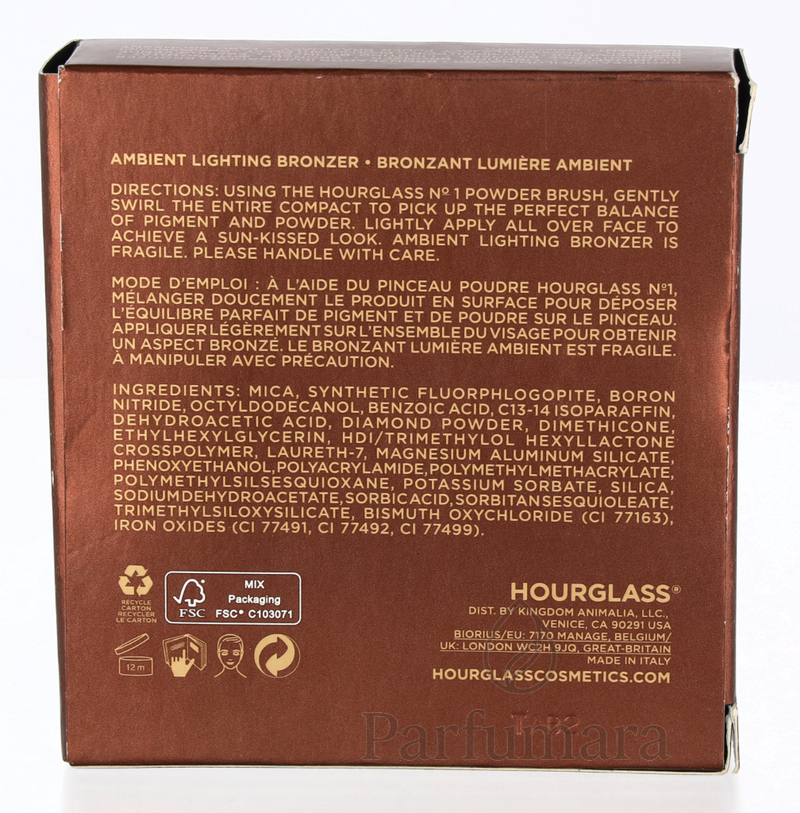 AMBIENT LIGHTING BRONZER • BRONZANT LUMIÈRE AMBIENT
DIRECTIONS: USING THE HOURGLASS Nº 1 POWDER BRUSH, GENTLY
SWIRL THE ENTIRE COMPACT TO PICK UP THE PERFECT BALANCE
OF PIGMENT AND POWDER. LIGHTLY APPLY ALL OVER FACE TO
ACHIEVE A SUN-KISSED LOOK. AMBIENT LIGHTING BRONZER IS
FRAGILE. PLEASE HANDLE WITH CARE.
MODE D'EMPLOI : À L'AIDE DU PINCEAU POUDRE HOURGLASS Nº1,
MÉLANGER DOUCEMENT LE PRODUIT EN SURFACE POUR DÉPOSER
L'ÉQUILIBRE PARFAIT DE PIGMENT ET DE POUDRE SUR LE PINCEAU.
APPLIQUER LÉGÈREMENT SUR L'ENSEMBLE DU VISAGE POUR OBTENIR
UN ASPECT BRONZÉ. LE BRONZANT LUMIÈRE AMBIENT EST FRAGILE.
À MANIPULER AVEC PRÉCAUTION.
INGREDIENTS: MICA, SYNTHETIC FLUORPHLOGOPITE, BORON
NITRIDE, OCTYLDODECANOL, BENZOIC ACID, C13-14 ISOPARAFFIN,
DEHYDROACETIC ACID, DIAMOND POWDER, DIMETHICONE,
ETHYLHEXYLGLYCERIN, HDI/TRIMETHYLOL HEXYLLACTONE
CROSSPOLYMER, LAURETH-7, MAGNESIUM ALUMINUM SILICATE,
PHENOXYETHANOL, POLYACRYLAMIDE, POLYMETHYL METHACRYLATE,
POLYMETHYLSILSESQUIOXANE, POTASSIUM SORBATE, SILICA,
SODIUM DEHYDROACETATE, SORBIC ACID, SORBITAN SESQUIOLEATE,
TRIMETHYLSILOXYSILICATE, BISMUTH OXYCHLORIDE (CI 77163),
IRON OXIDES (CI 77491, CI 77492, CI 77499).
RECYCLE
CARTON
RECYCLER
LE CARTON
FSC
MIX
Packaging
FSC® C103071
12 m
HOURGLASS®
DIST. BY KINGDOM ANIMALIA, LLC.,
VENICE, CA 90291 USA
BIORIUS/EU: 7170 MANAGE, BELGIUM/
UK: LONDON WC2H 9JQ, GREAT-BRITAIN
MADE IN ITALY
HOURGLASSCOSMETICS.COM
Parfumara